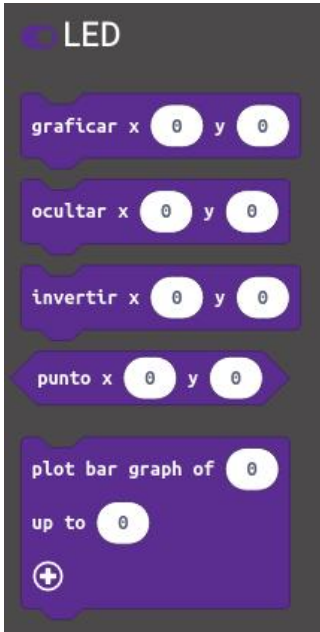 LED
graficar x 0 y 0
ocultar x 0 y 0
invertir x 0 y 0
punto x 0 y 0
plot bar graph of 0
up to 0